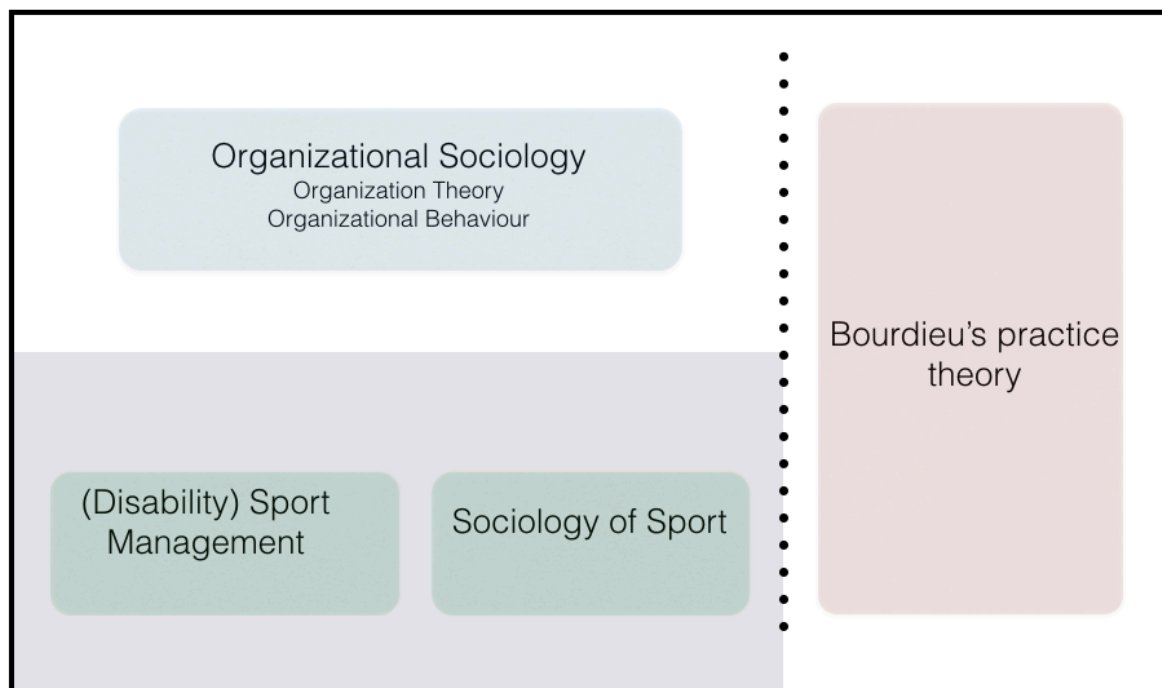 Organizational Sociology
Organization Theory
Organizational Behaviour
Bourdieu’s practice
theory
(Disability) Sport
Management
Sociology of Sport